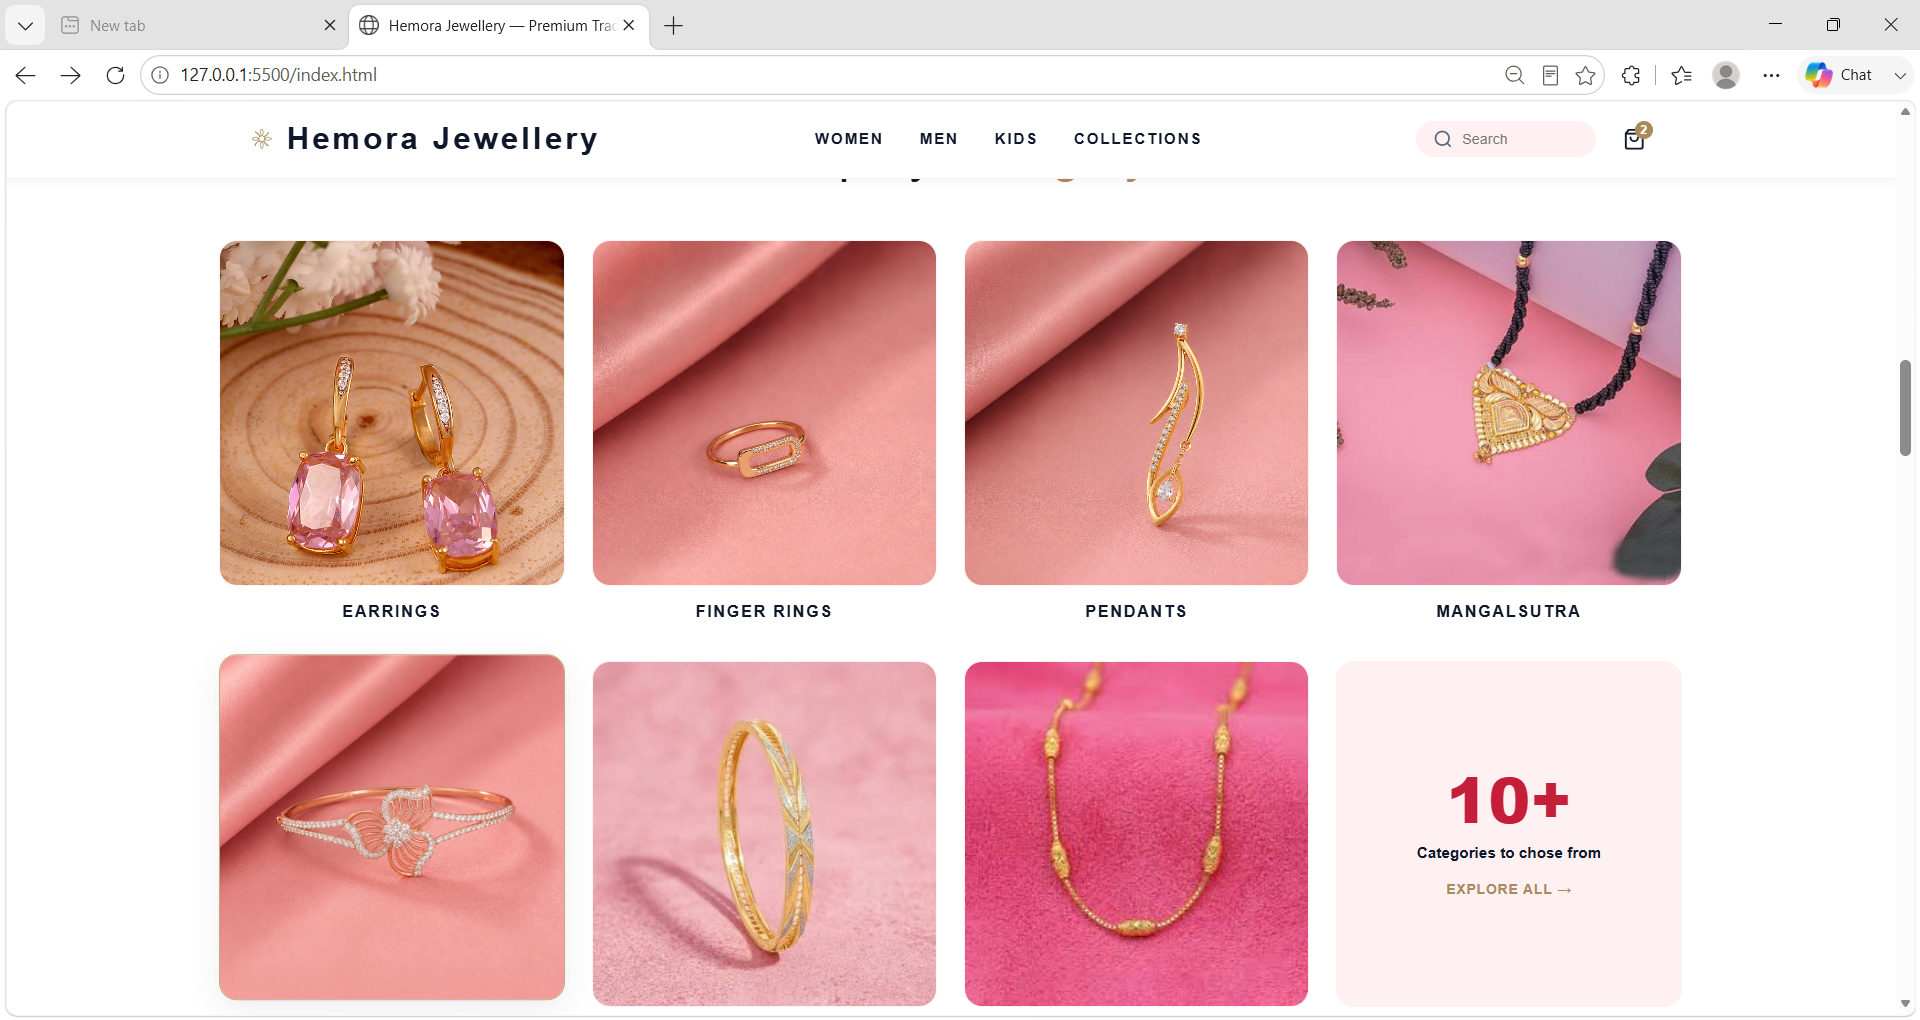 New tab
Hemora Jewellery — Premium Trad
127.0.0.1:5500/index.html
Chat
Hemora Jewellery
WOMEN
MEN
KIDS
COLLECTIONS
Search
2
EARRINGS
FINGER RINGS
PENDANTS
MANGALSUTRA
10+
Categories to chose from
EXPLORE ALL →